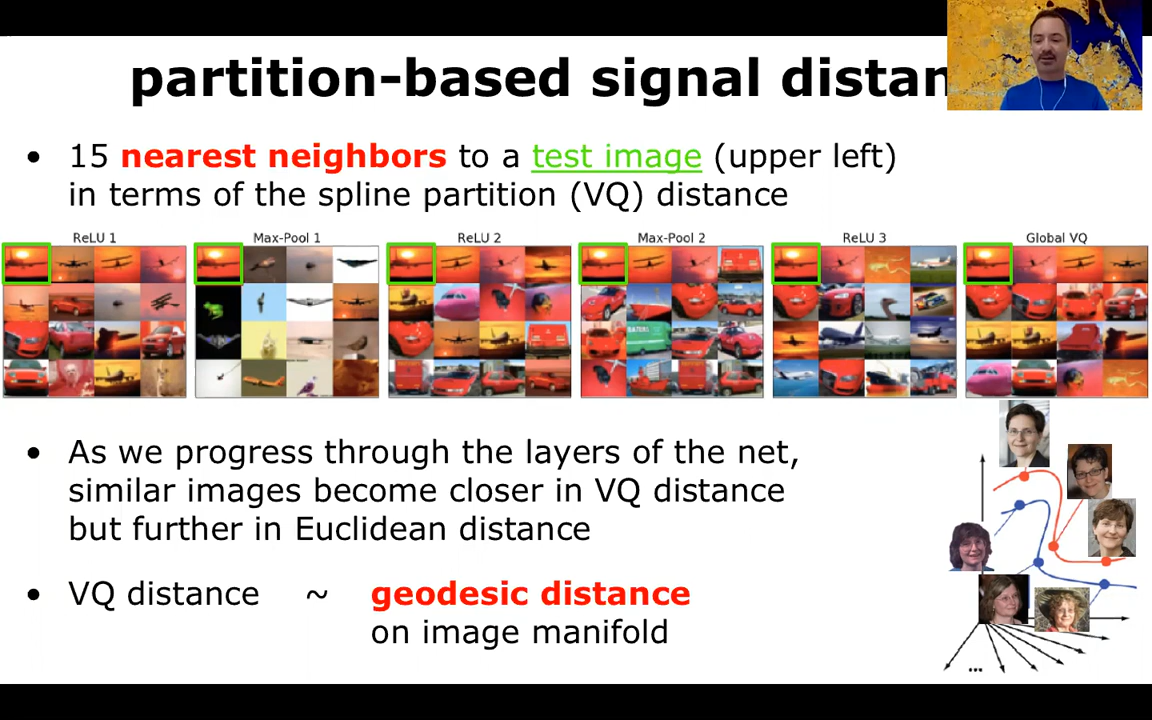 partition-based signal distan
• 15 nearest neighbors to a test image (upper left)
in terms of the spline partition (VQ) distance
ReLU 1
Max-Pool 1
ReLU 2
Max-Pool 2
ReLU 3
Global VQ
• As we progress through the layers of the net,
similar images become closer in VQ distance
but further in Euclidean distance
• VQ distance ~ geodesic distance
on image manifold
...